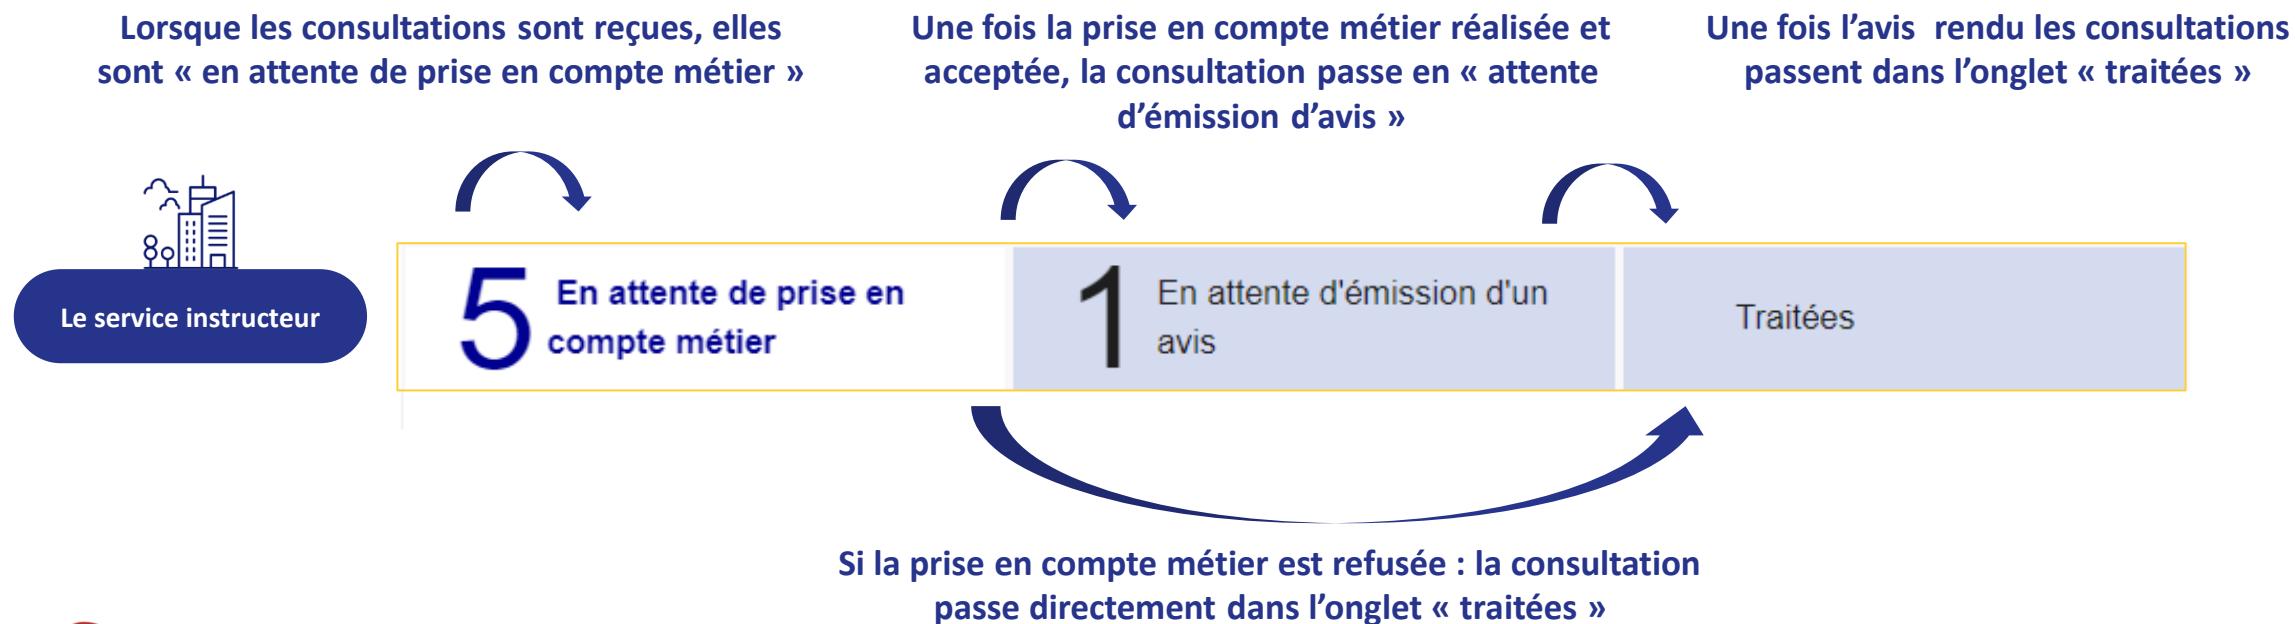 Lorsque les consultations sont reçues, elles
sont « en attente de prise en compte métier »
Une fois la prise en compte métier réalisée et
acceptée, la consultation passe en « attente
d’émission d’avis »
Une fois l’avis  rendu les consultations
passent dans l’onglet « traitées »
Le service instructeur
5 En attente de prise en
compte métier
1 En attente d'émission d'un
avis
Traitées
Si la prise en compte métier est refusée : la consultation
passe directement dans l’onglet « traitées »